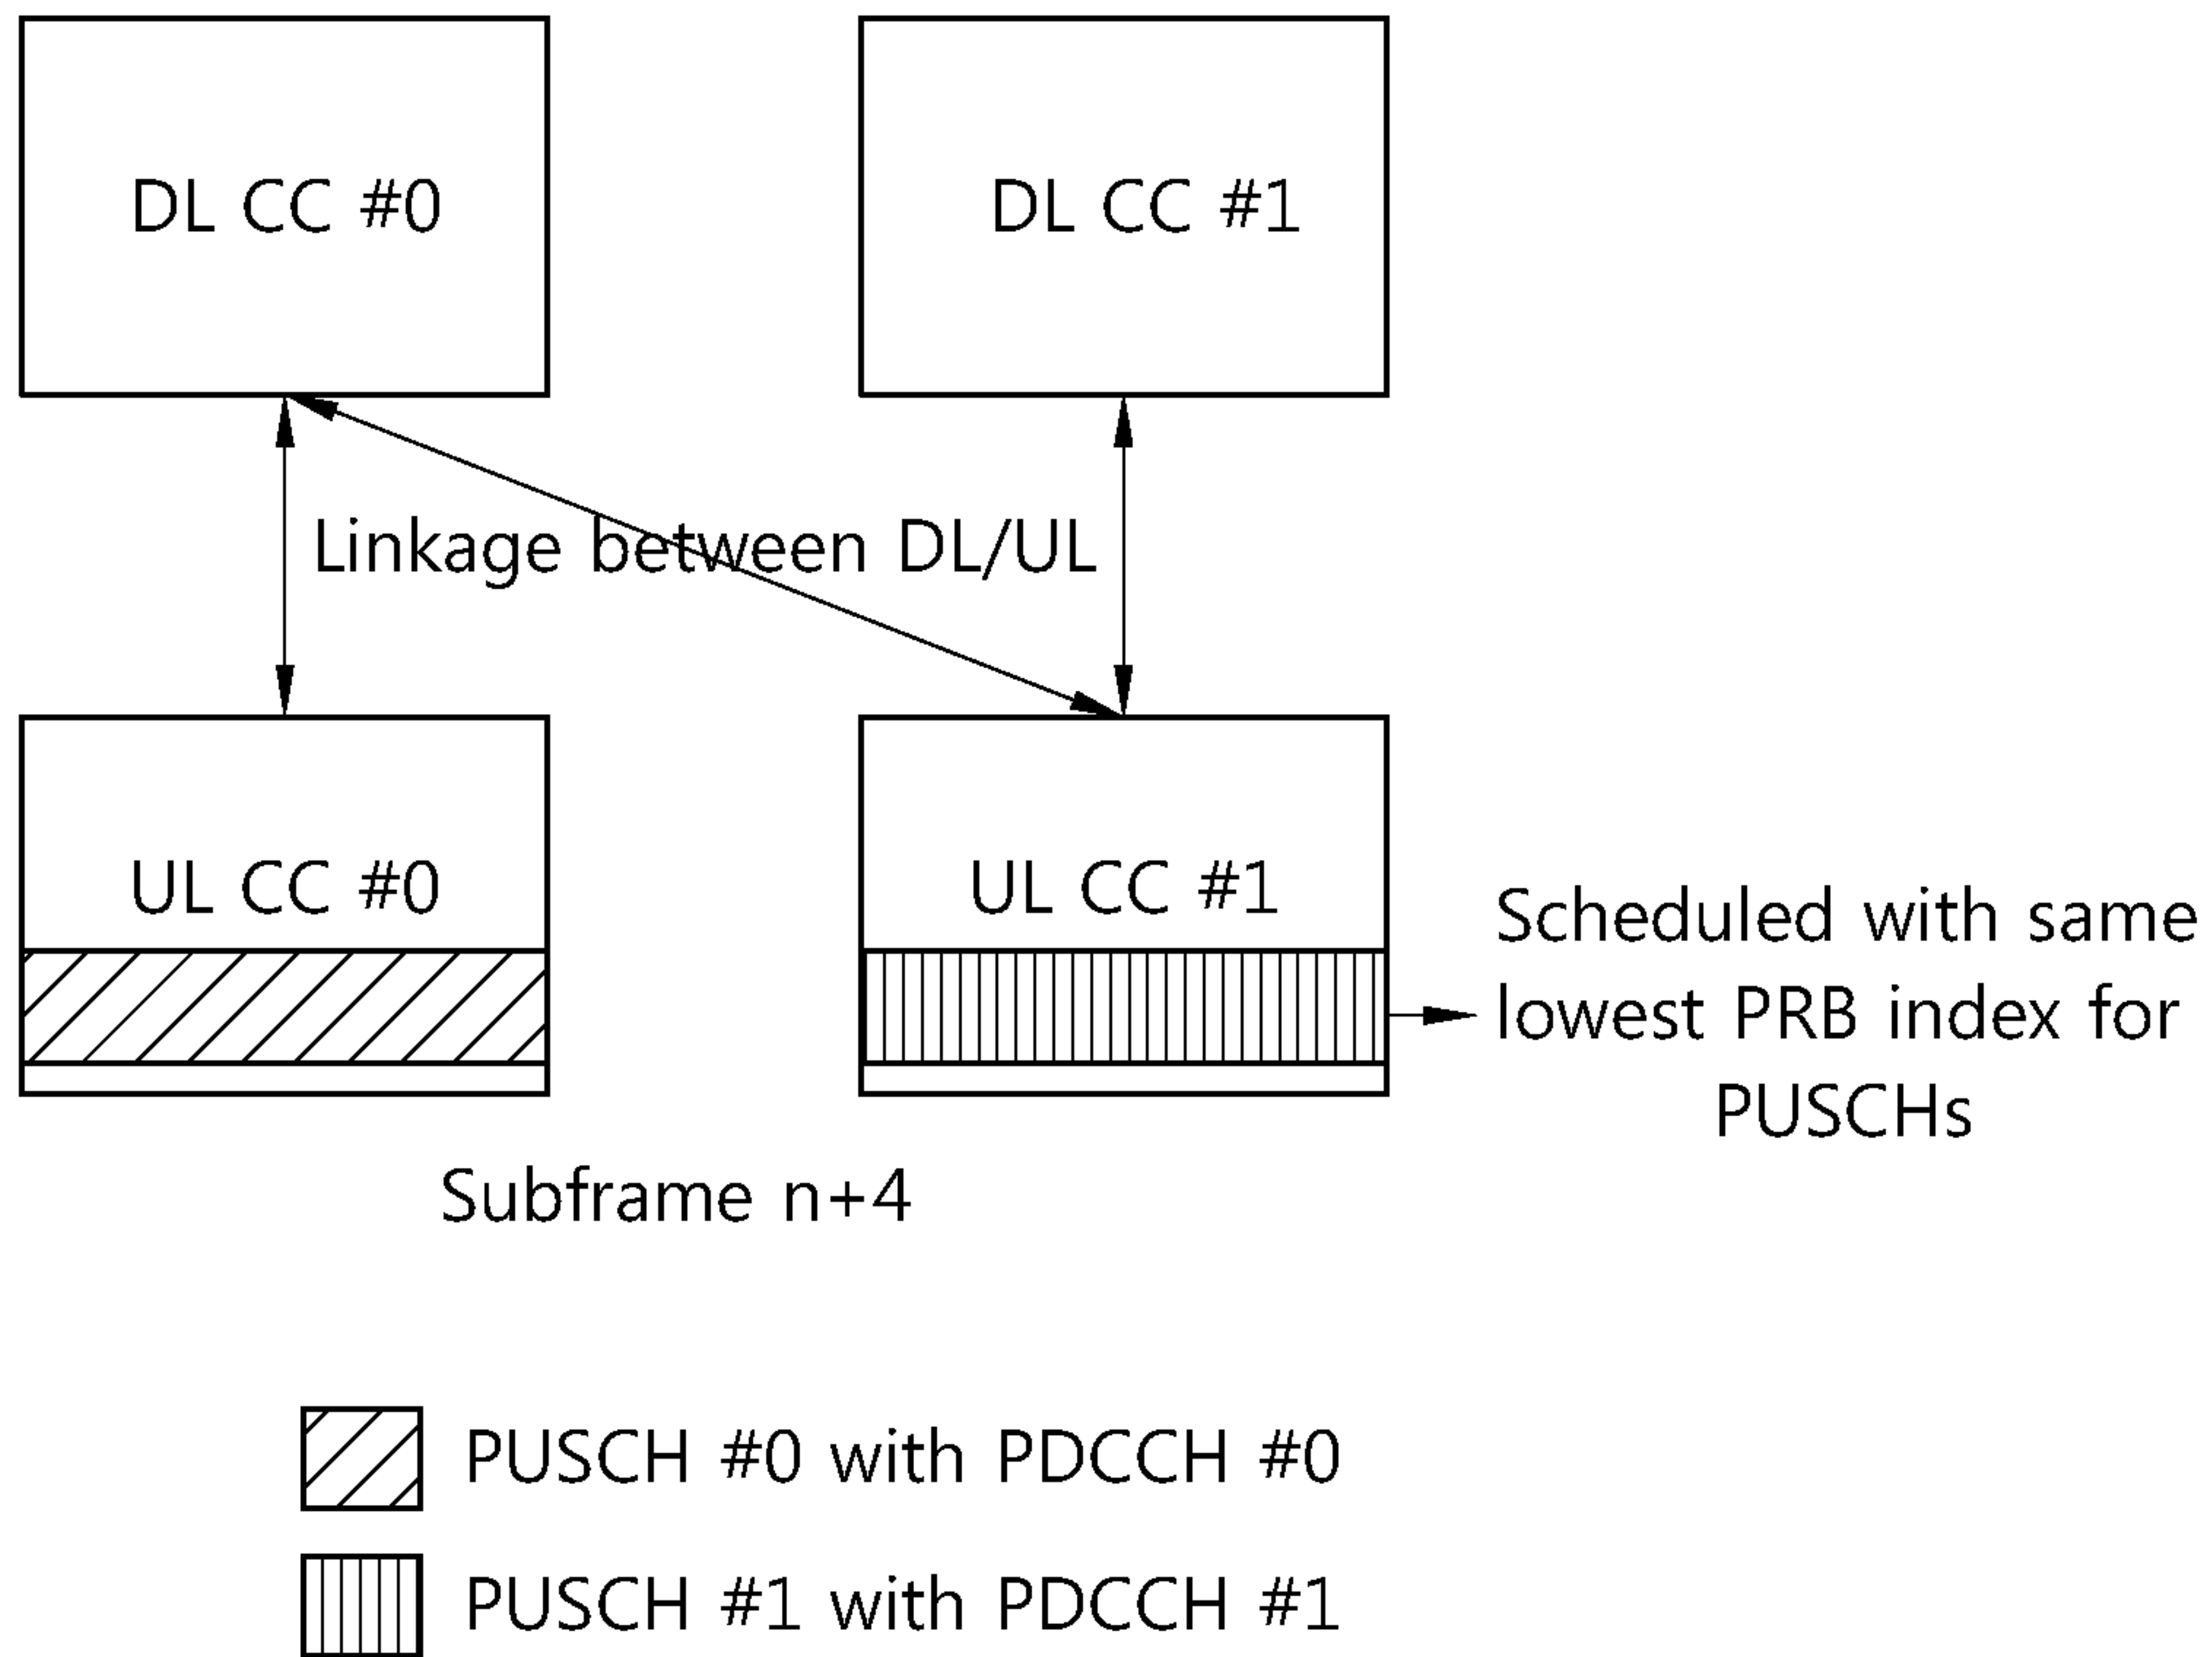 DL CC #0
DL CC #1
Linkage between DL/UL
UL CC #0
UL CC #1
Scheduled with same
lowest PRB index for
PUSCHs
Subframe n+4
PUSCH #0 with PDCCH #0
PUSCH #1 with PDCCH #1